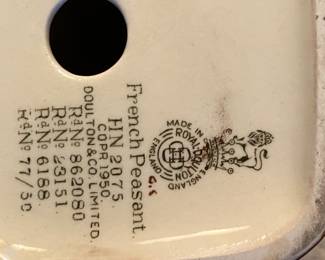 French Peasant.
HN 2075.
COPR. 1950.
DOULTON & CO. LIMITED.
RdNo 862080
RdNo 23151
RdNo 6188.
RdNo 77/50.
G.S
MADE IN ENGLAND
ROYAL DOULTON
ENGLAND